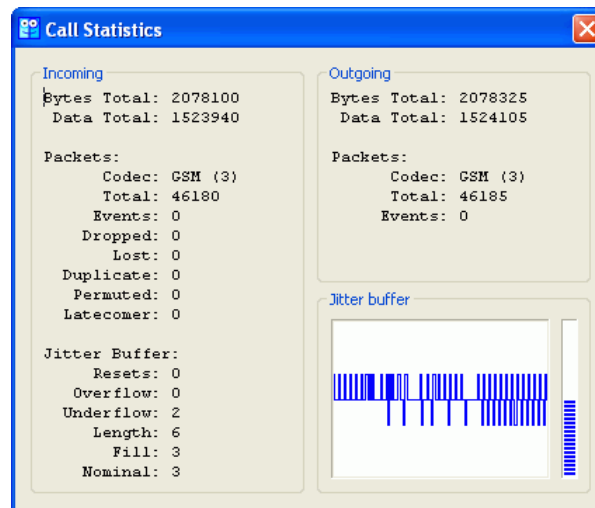 Call Statistics
Incoming
Bytes Total: 2078100
Data Total: 1523940
Packets:
Codec: GSM (3)
Total: 46180
Events: 0
Dropped: 0
Lost: 0
Duplicate: 0
Permuted: 0
Latecomer: 0
Jitter Buffer:
Resets: 0
Overflow: 0
Underflow: 2
Length: 6
Fill: 3
Nominal: 3
Outgoing
Bytes Total: 2078325
Data Total: 1524105
Packets:
Codec: GSM (3)
Total: 46185
Events: 0
Jitter buffer